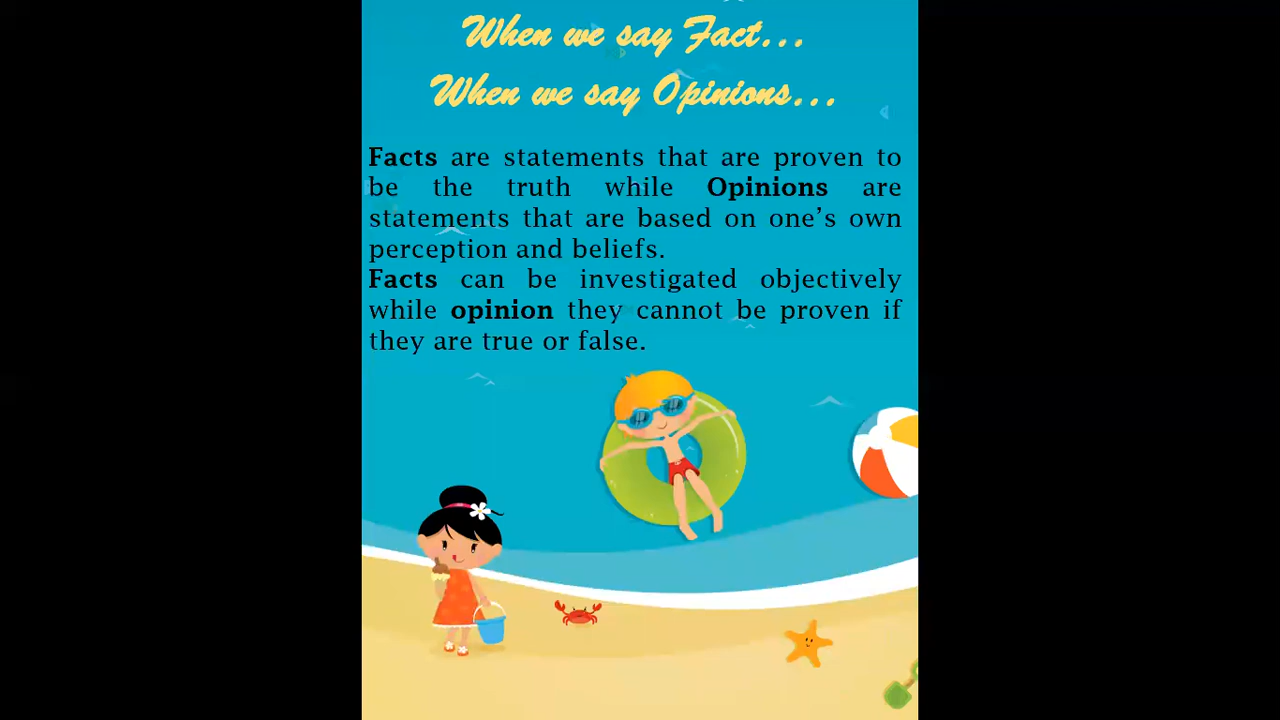 When we say Fact...
When we say Opinions...
Facts are statements that are proven to
be the truth while Opinions are
statements that are based on one's own
perception and beliefs.
Facts can be investigated objectively
while opinion they cannot be proven if
they are true or false.